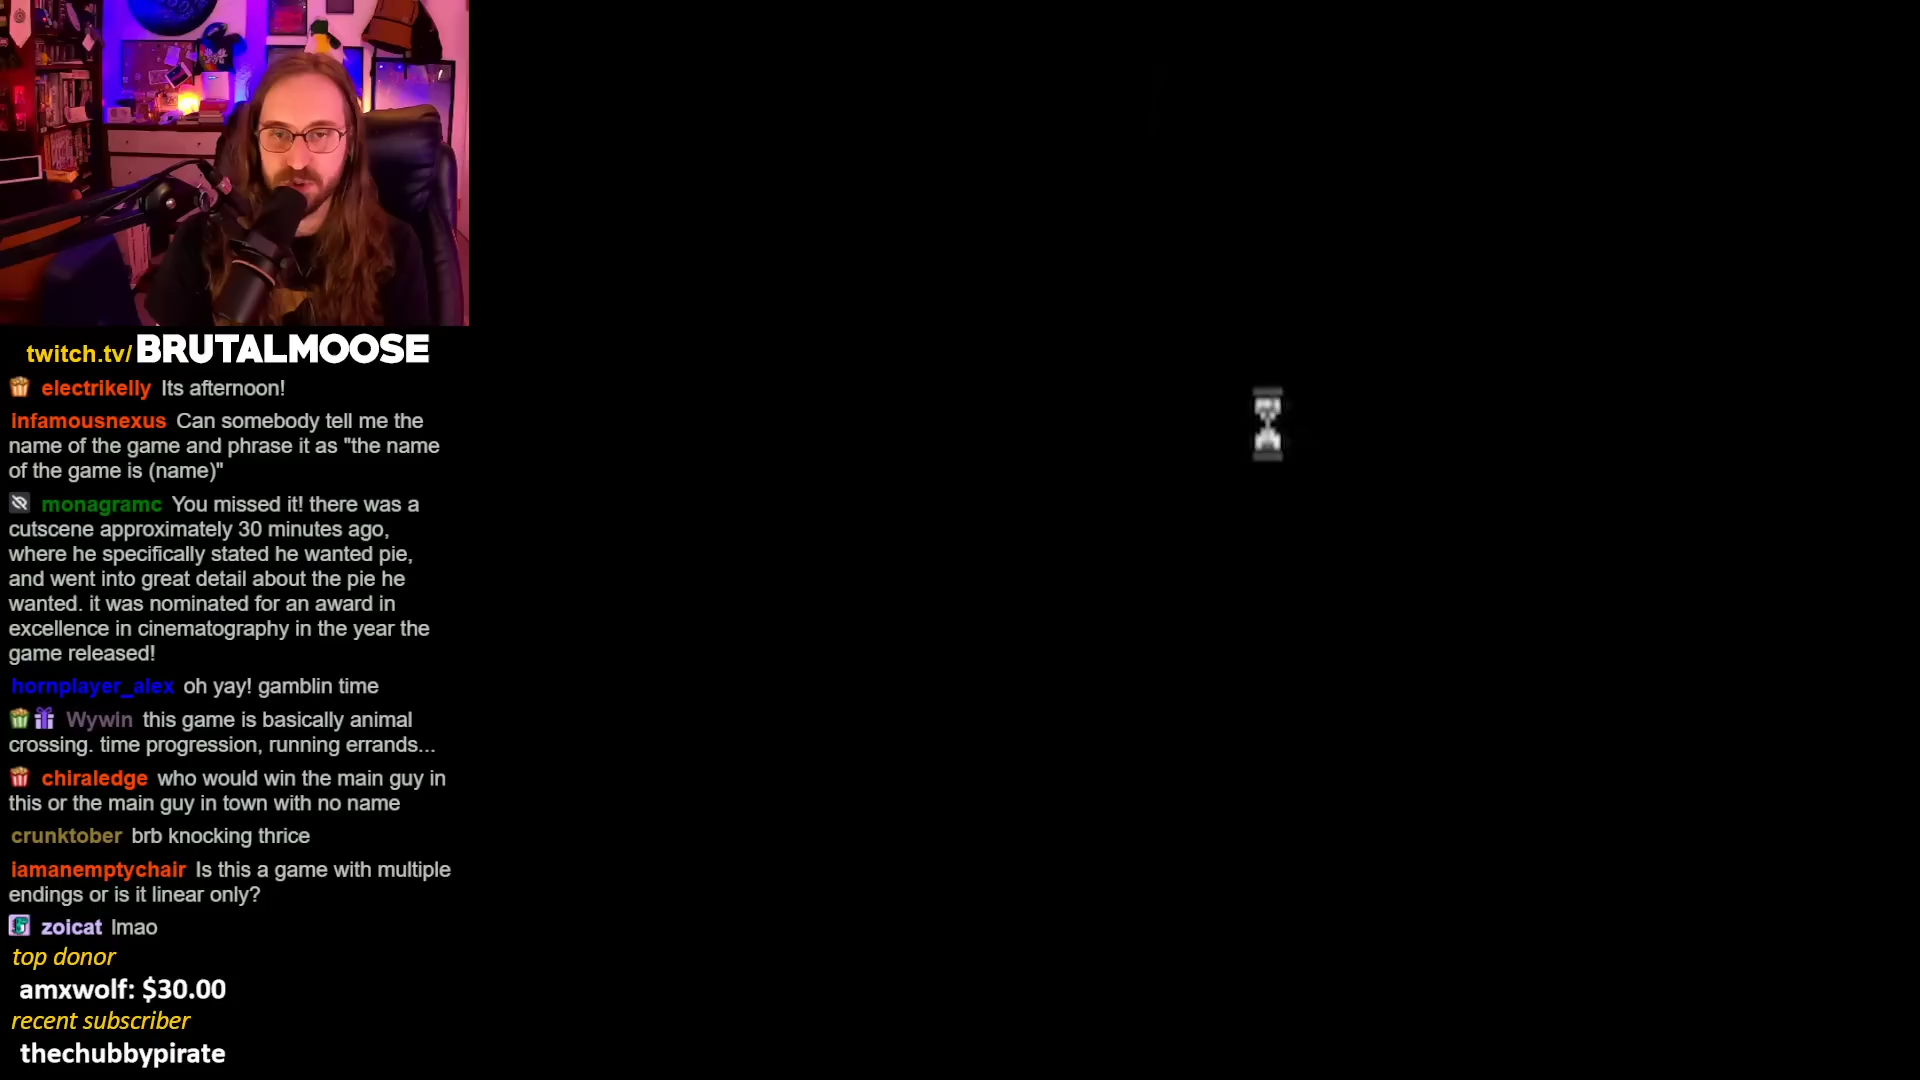 twitch.tv/BRUTALMOOSE
electrikelly Its afternoon!
infamousnexus Can somebody tell me the
name of the game and phrase it as "the name
of the game is (name)"
monagramc You missed it! there was a
cutscene approximately 30 minutes ago,
where he specifically stated he wanted pie,
and went into great detail about the pie he
wanted. it was nominated for an award in
excellence in cinematography in the year the
game released!
hornplayer_alex oh yay! gamblin time
Wywin this game is basically animal
crossing. time progression, running errands...
chiraledge who would win the main guy in
this or the main guy in town with no name
crunktober brb knocking thrice
iamanemptychair Is this a game with multiple
endings or is it linear only?
zoicat lmao
top donor
amxwolf: $30.00
recent subscriber
thechubbypirate